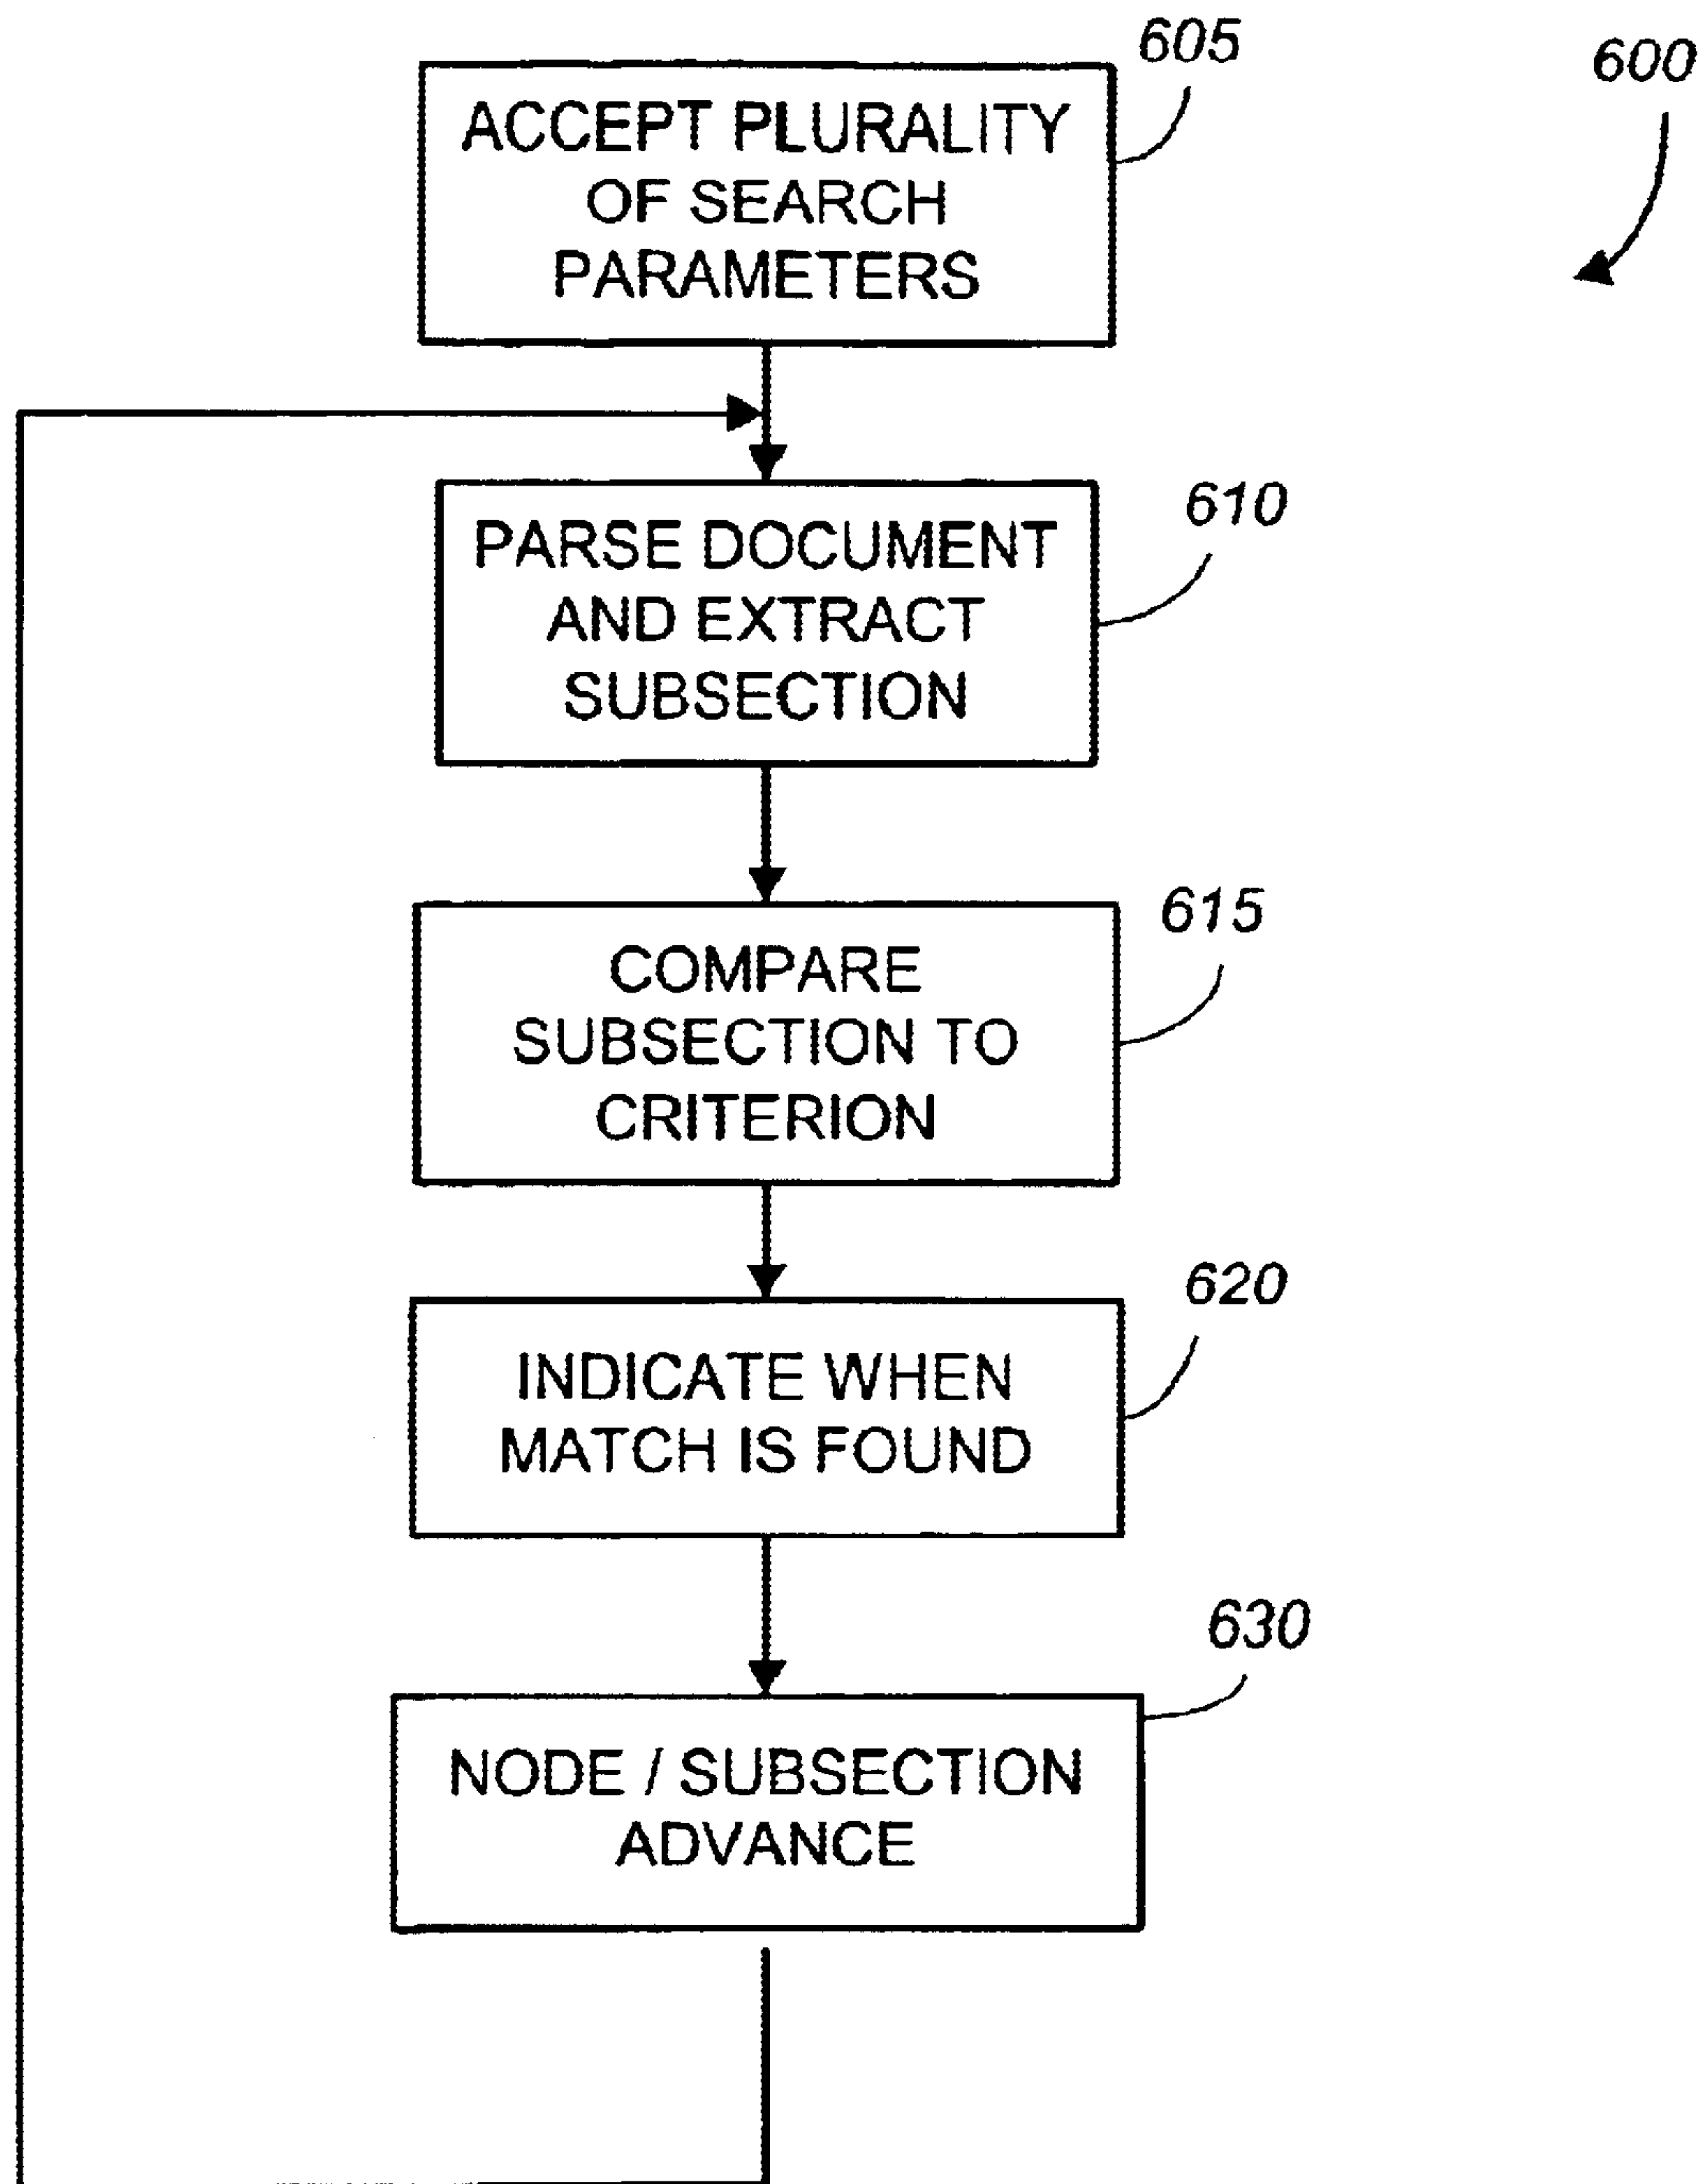 605
600
ACCEPT PLURALITY
OF SEARCH
PARAMETERS
610
PARSE DOCUMENT
AND EXTRACT
SUBSECTION
615
COMPARE
SUBSECTION TO
CRITERION
620
INDICATE WHEN
MATCH IS FOUND
630
NODE / SUBSECTION
ADVANCE